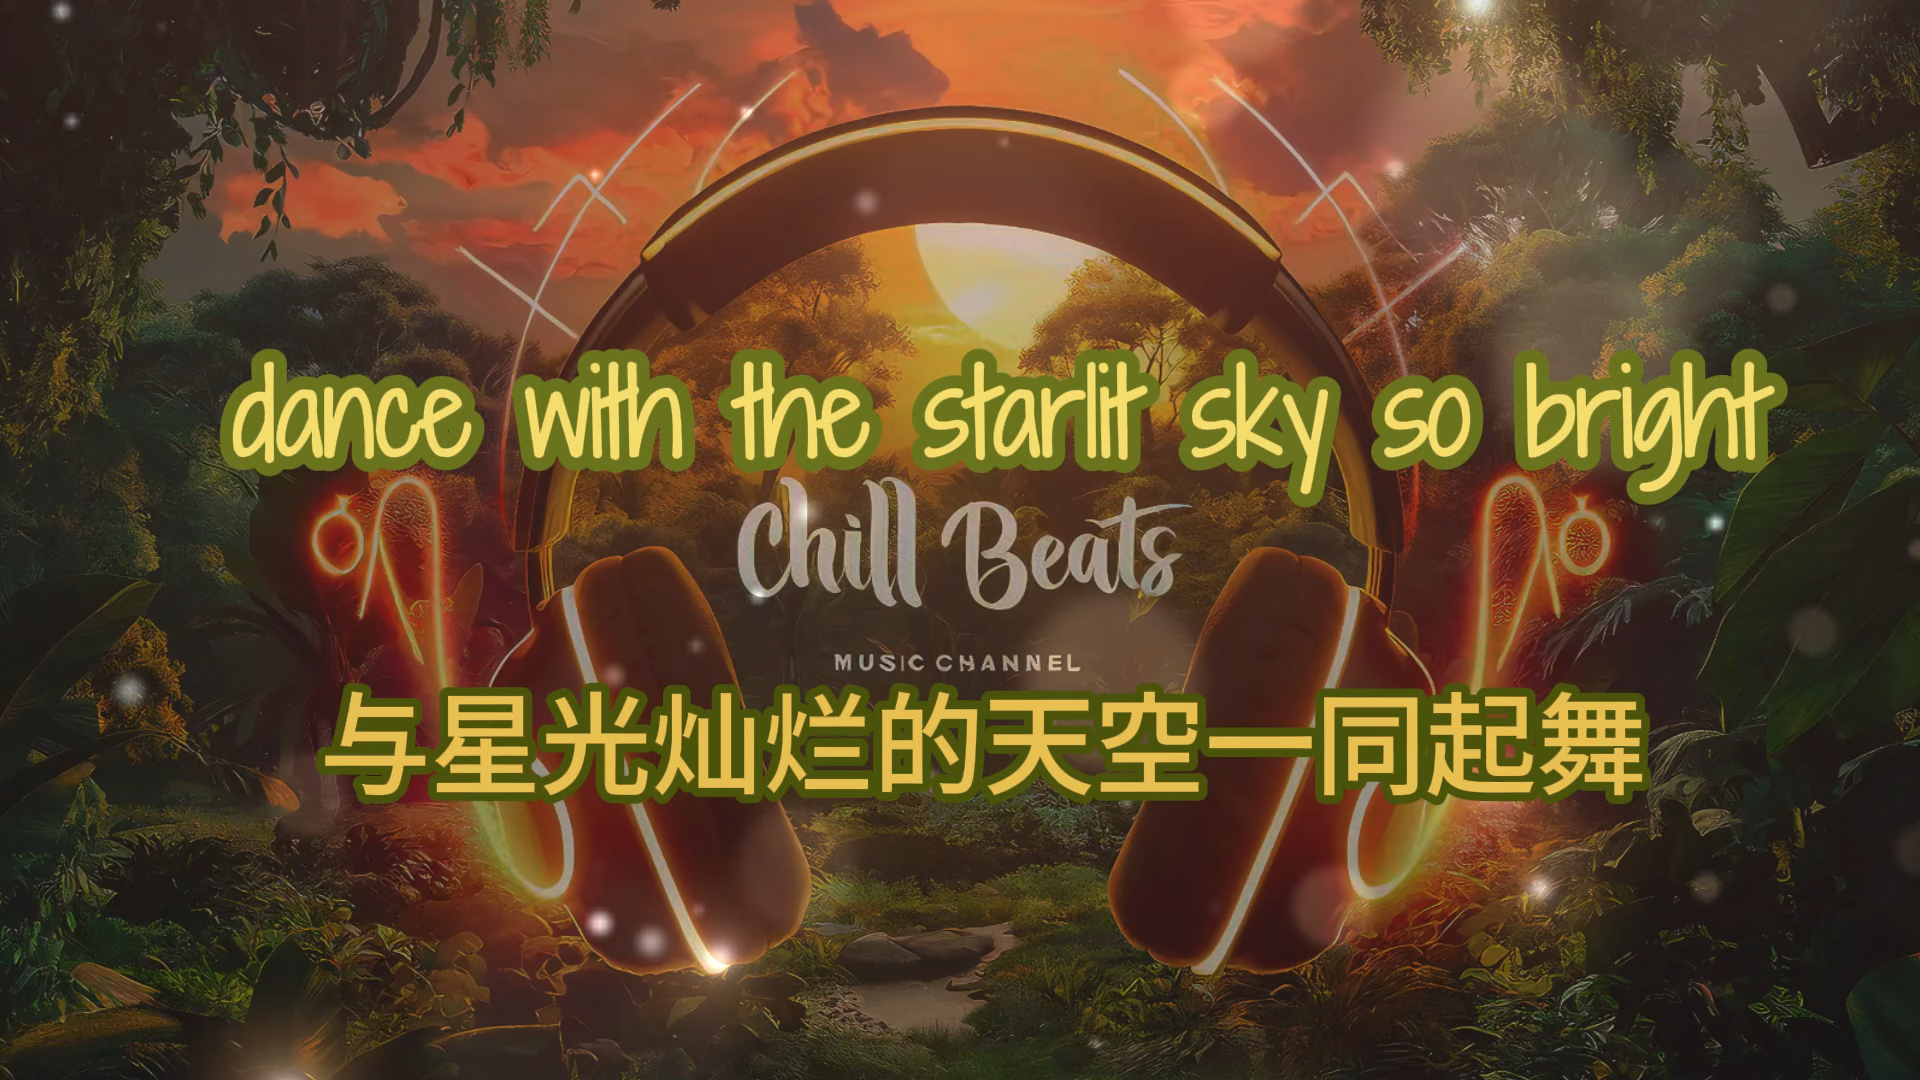 dance with the starlit sky so bright
Chill Beats
MUSIC CHANNEL
与星光灿烂的天空一同起舞